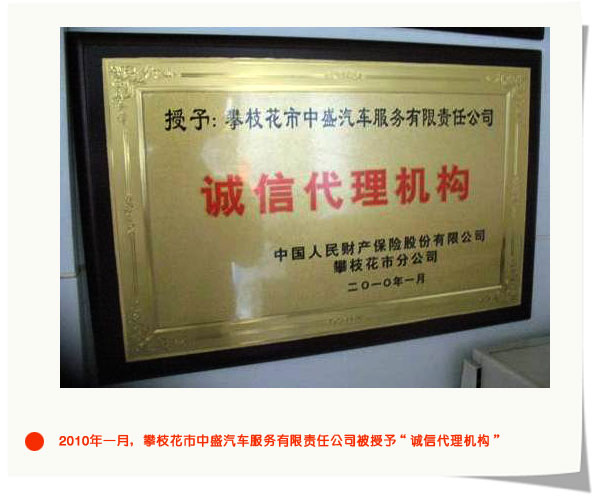 授予：攀枝花市中盛汽车服务有限责任公司
诚信代理机构
中国人民财产保险股份有限公司
攀枝花市分公司
二〇一〇年一月
2010年一月，攀枝花市中盛汽车服务有限责任公司被授予“诚信代理机构”